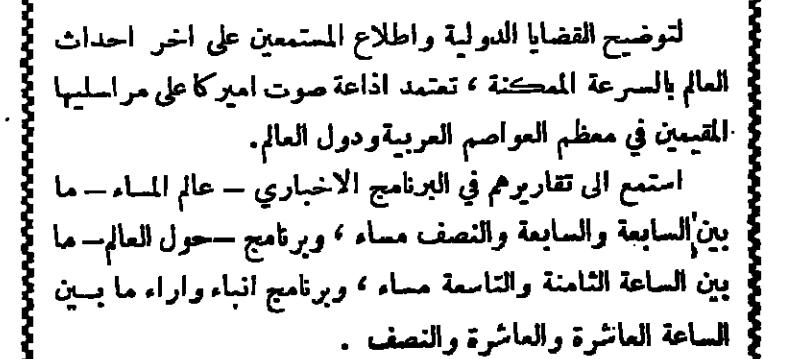 لتوضيح القضايا الدولية واطلاع المستمعين على اخر احداث
العالم بالسرعة الممكنة ، تعتمد اذاعة صوت اميركا على مراسليها
المقيمين في معظم العواصم العربية ودول العالم.
استمع الى تقاريرهم في البرنامج الاخباري – عالم المساء – ما
بين السابعة والسابعة والنصف مساء ، وبرنامج – حول العالم – ما
بين الساعة الثامنة والتاسعة مساء ، وبرنامج انباء واراء ما بين
الساعة العاشرة والعاشرة والنصف .